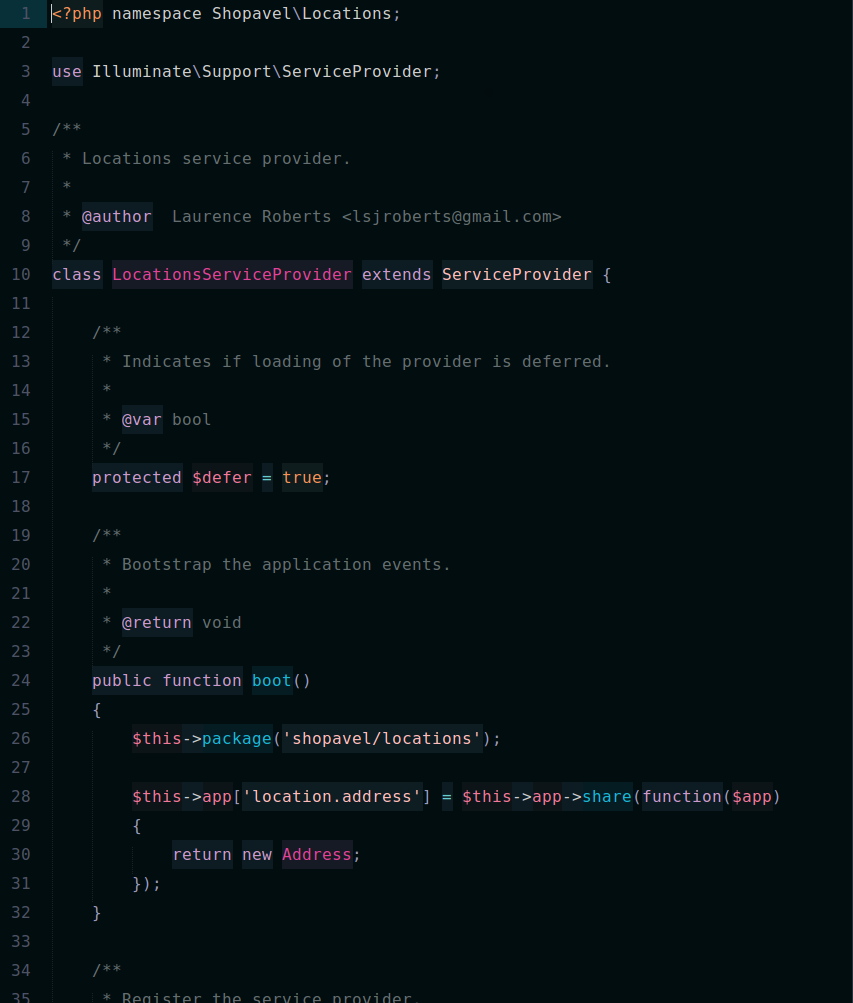 1 <?php namespace Shopavel\Locations;
2
3 use Illuminate\Support\ServiceProvider;
4
5 /**
6  * Locations service provider.
7  *
8  * @author  Laurence Roberts <lsjroberts@gmail.com>
9  */
10 class LocationsServiceProvider extends ServiceProvider {
11
12     /**
13      * Indicates if loading of the provider is deferred.
14      *
15      * @var bool
16      */
17     protected $defer = true;
18
19     /**
20      * Bootstrap the application events.
21      *
22      * @return void
23      */
24     public function boot()
25     {
26         $this->package('shopavel/locations');
27
28         $this->app['location.address'] = $this->app->share(function($app)
29         {
30             return new Address;
31         });
32     }
33
34     /**
35      * Register the service provider.